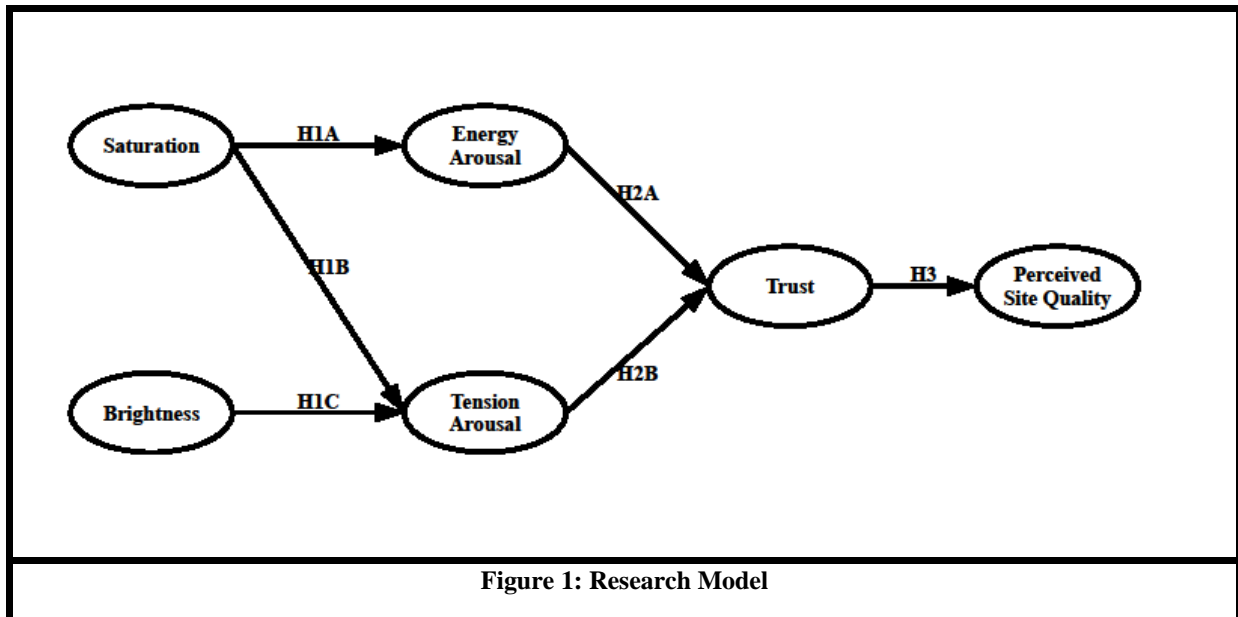 Saturation
H1A
Energy
Arousal
H2A
H1B
Trust
H3
Perceived
Site Quality
Brightness
H1C
Tension
Arousal
H2B
Figure 1: Research Model